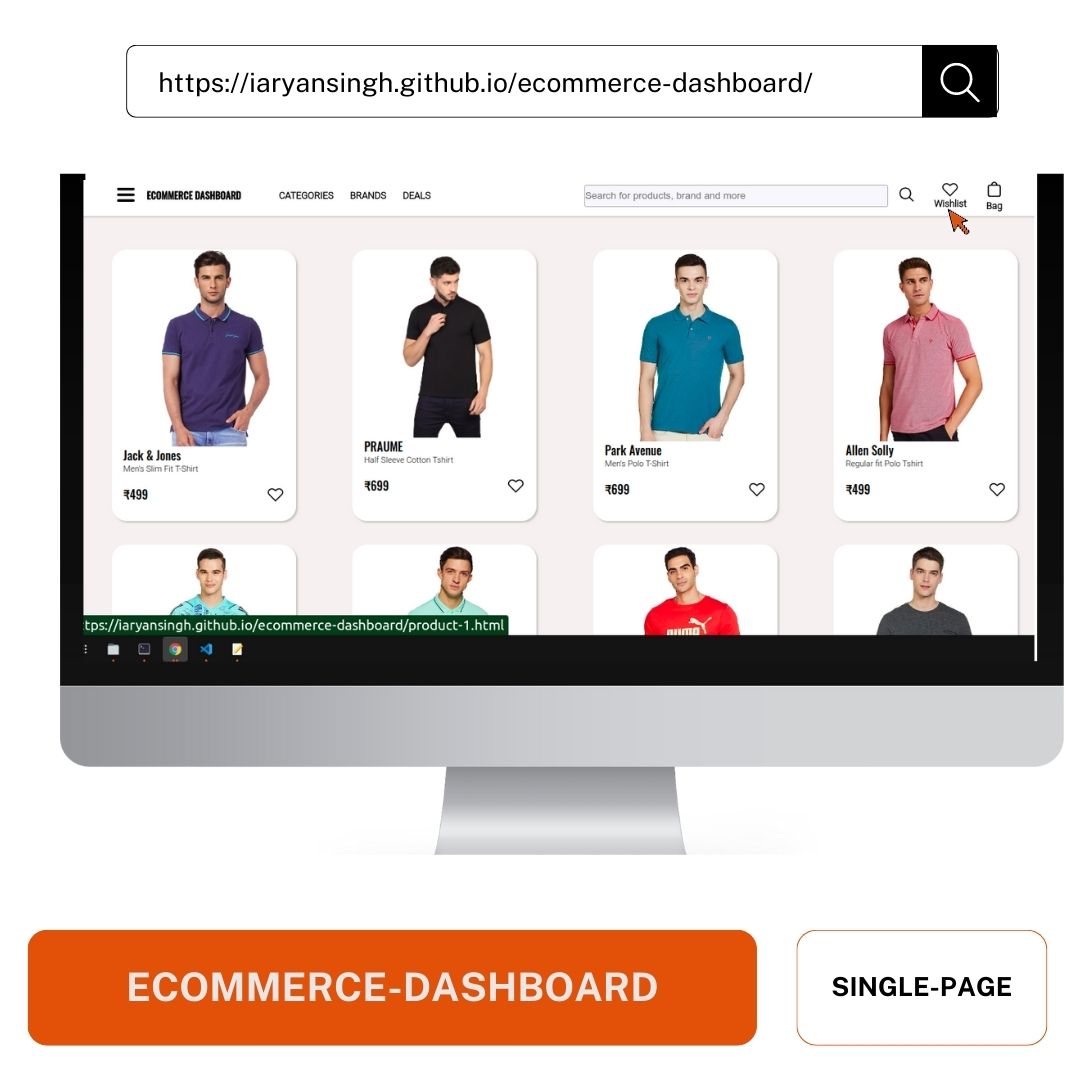 https://iaryansingh.github.io/ecommerce-dashboard/
ECOMMERCE DASHBOARD CATEGORIES BRANDS DEALS Search for products, brand and more Wishlist Bag
Jack & Jones
Men's Slim Fit T-Shirt
₹499
PRAUME
Half Sleeve Cotton Tshirt
₹699
Park Avenue
Men's Polo T-Shirt
₹699
Allen Solly
Regular fit Polo Tshirt
₹499
PUMA
tps://iaryansingh.github.io/ecommerce-dashboard/product-1.html
ECOMMERCE-DASHBOARD
SINGLE-PAGE